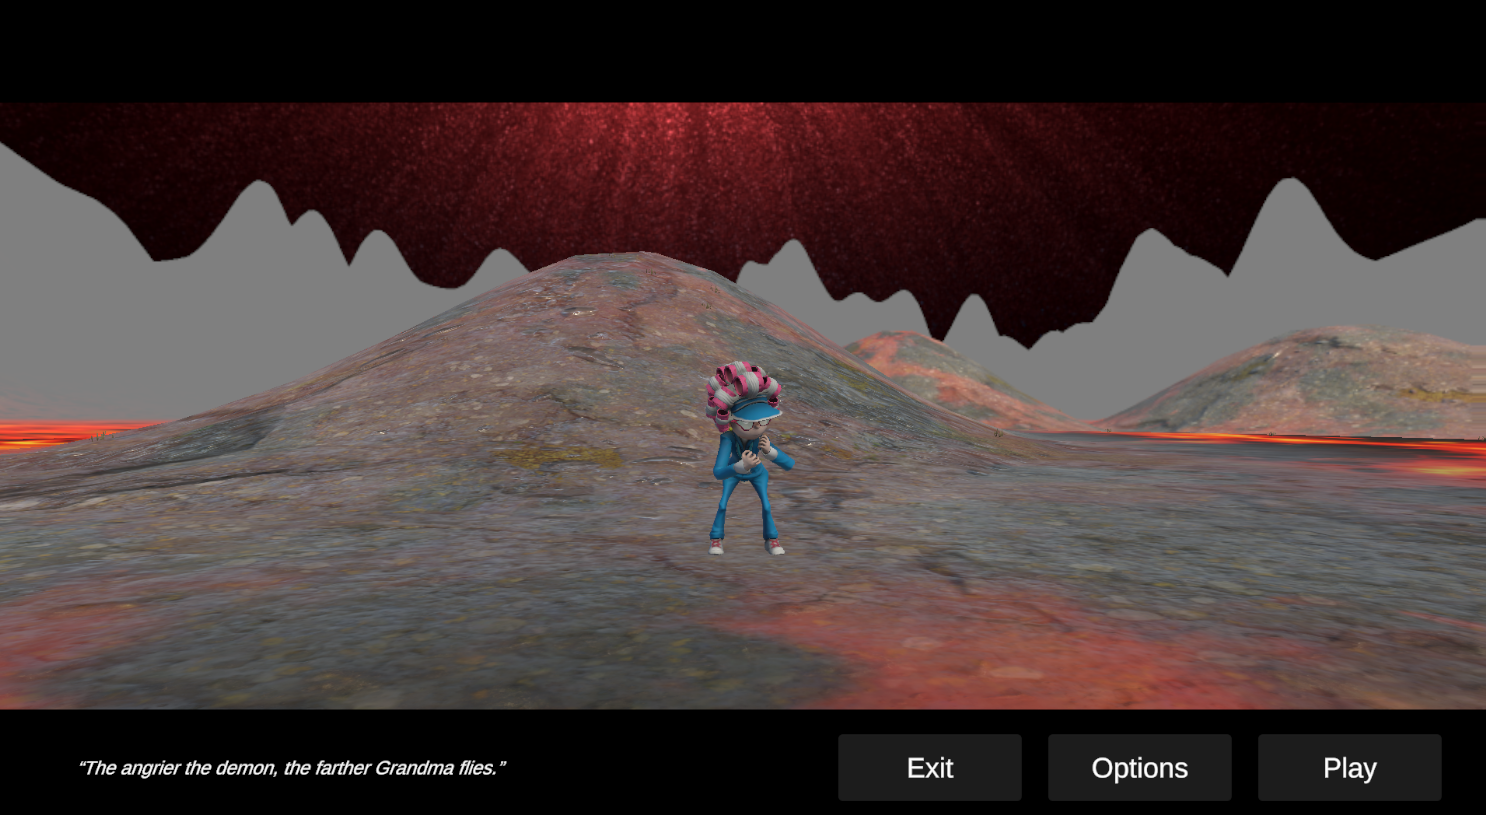 “The angrier the demon, the farther Grandma flies.”
Exit
Options
Play